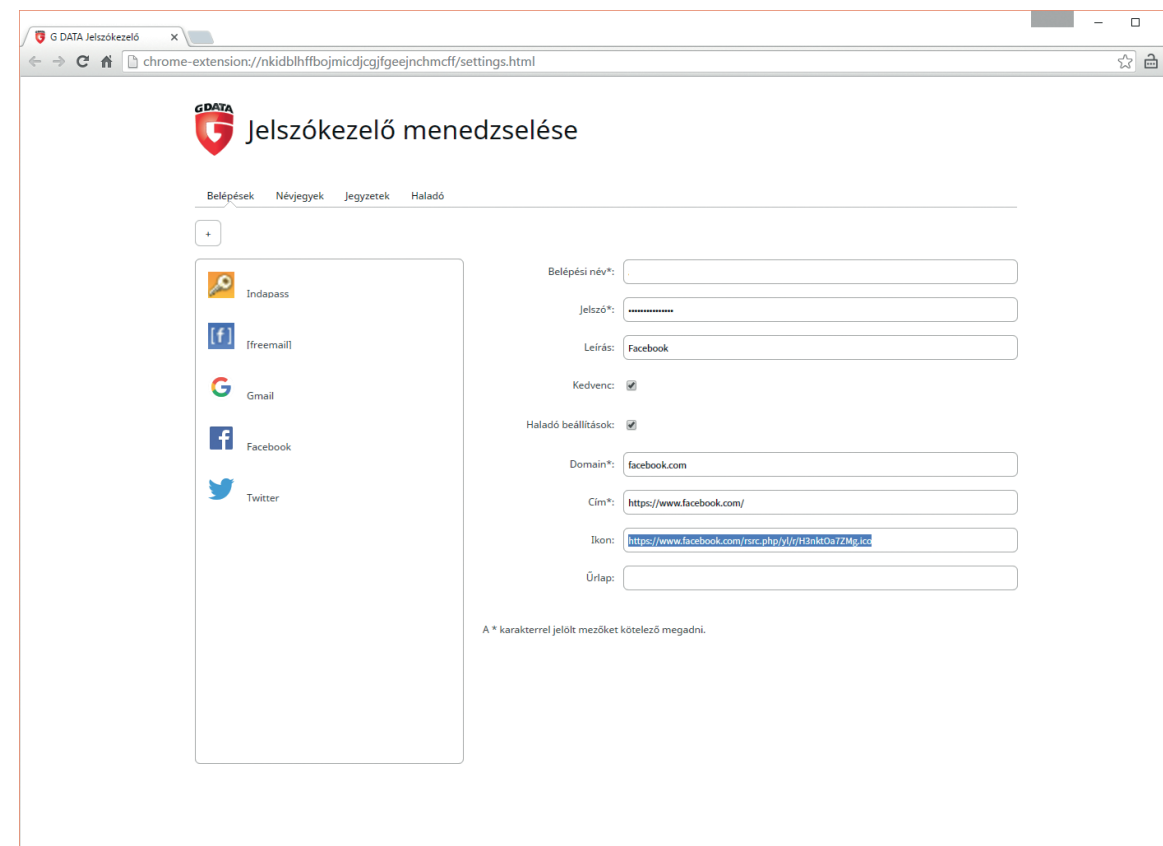 G DATA Jelszókezelő
chrome-extension://nkidblhffbojmicdjcgjfgeejnchmcff/settings.html
GDATA
Jelszókezelő menedzselése
Belépések Névjegyek Jegyzetek Haladó
+
Indapass
[freemail]
Gmail
Facebook
Twitter
Belépési név*:
Jelszó*: •••••••••••••••
Leírás: Facebook
Kedvenc:
Haladó beállítások:
Domain*: facebook.com
Cím*: https://www.facebook.com/
Ikon: https://www.facebook.com/rsrc.php/yl/r/H3nktOa7ZMg.ico
Űrlap:
A * karakterrel jelölt mezőket kötelező megadni.